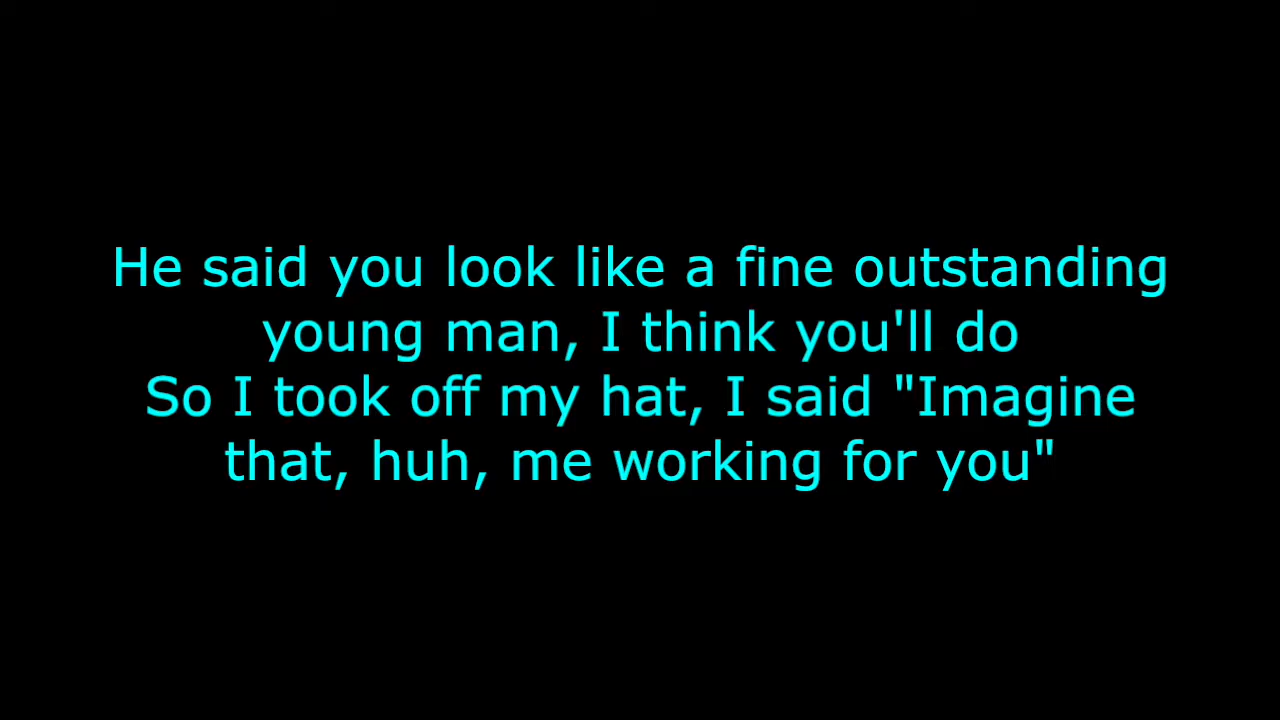 He said you look like a fine outstanding
young man, I think you'll do
So I took off my hat, I said "Imagine
that, huh, me working for you"